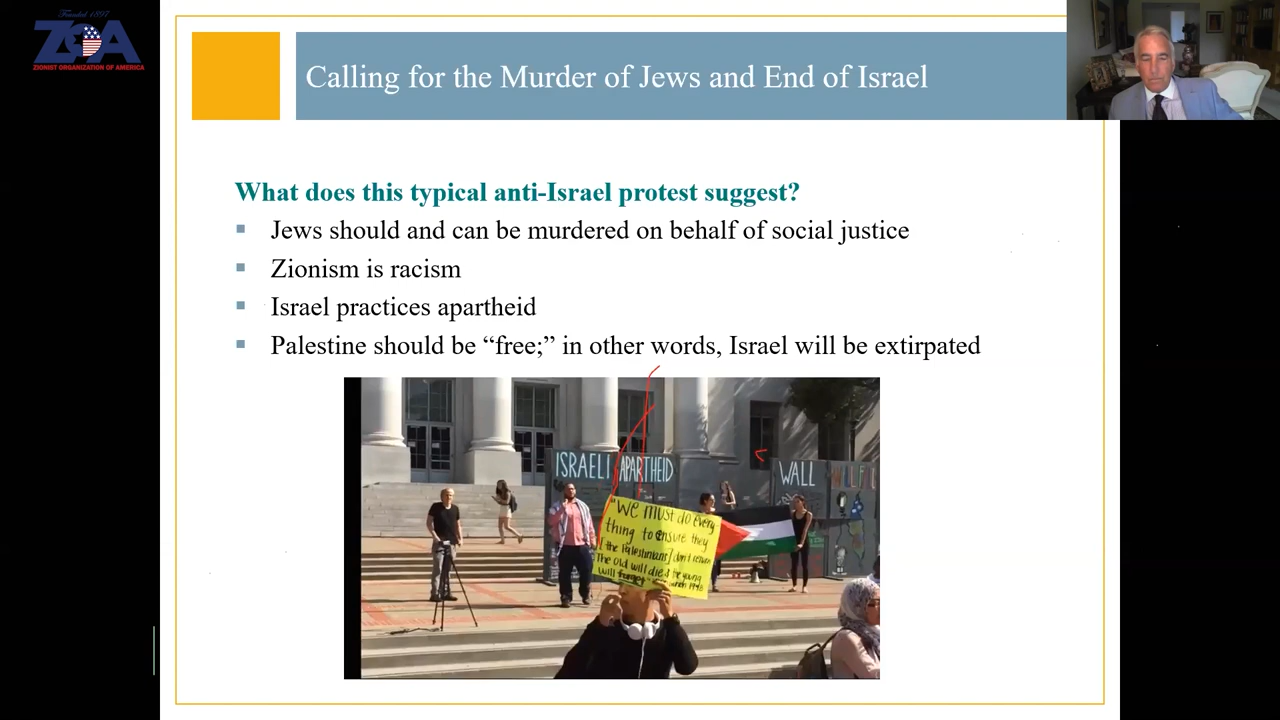 Founded 1897
ZOA
ZIONIST ORGANIZATION OF AMERICA
Calling for the Murder of Jews and End of Israel
What does this typical anti-Israel protest suggest?
Jews should and can be murdered on behalf of social justice
Zionism is racism
Israel practices apartheid
Palestine should be “free;” in other words, Israel will be extirpated
ISRAELI APARTHEID
WALL
"We must do every
thing to ensure they
[the Palestinians] don't return
The old will die & the young
will forget"
1948